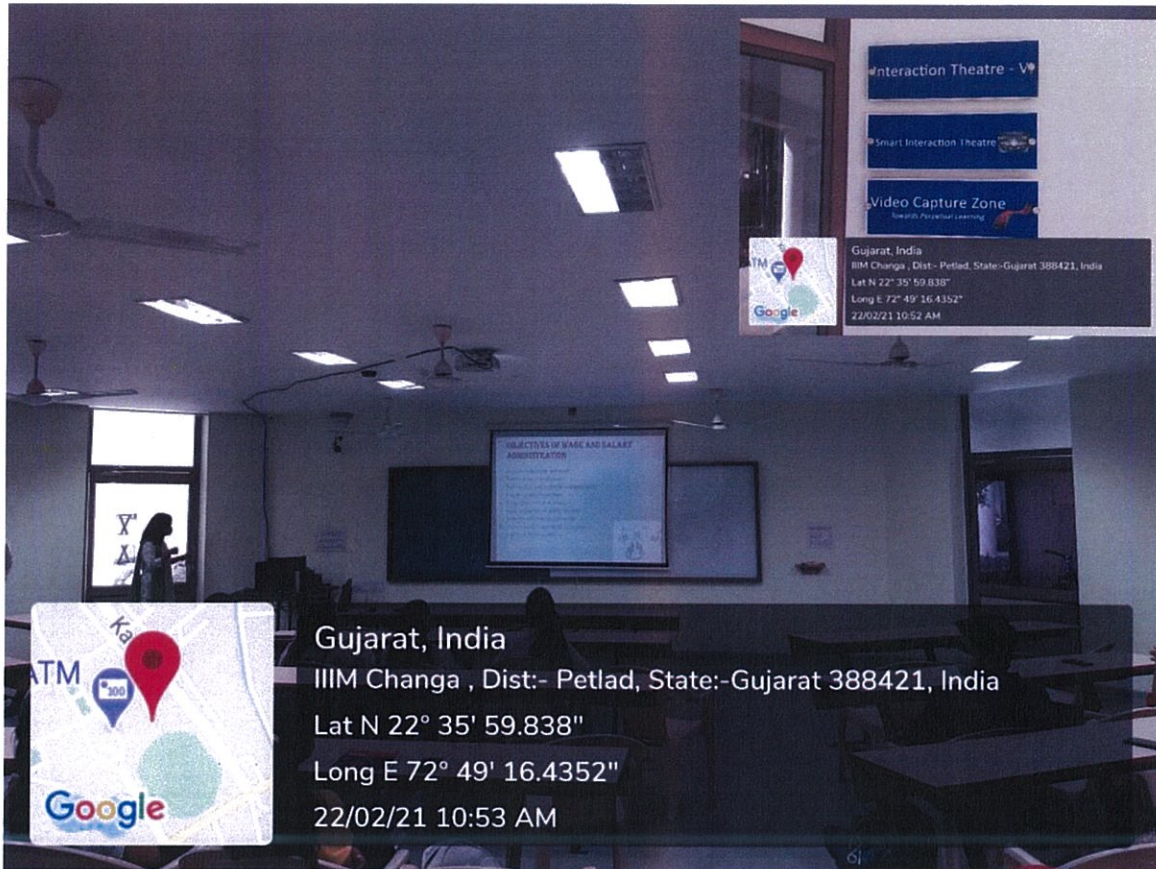 Interaction Theatre - V
Smart Interaction Theatre
Video Capture Zone
Towards Perpetual Learning
ATM
Google
Gujarat, India
IIIM Changa , Dist:- Petlad, State:-Gujarat 388421, India
Lat N 22° 35' 59.838"
Long E 72° 49' 16.4352"
22/02/21 10:52 AM
OBJECTIVES OF WAGE AND SALARY
ADMINISTRATION
Ka
ATM
100
Google
Gujarat, India
IIIM Changa , Dist:- Petlad, State:-Gujarat 388421, India
Lat N 22° 35' 59.838"
Long E 72° 49' 16.4352"
22/02/21 10:53 AM